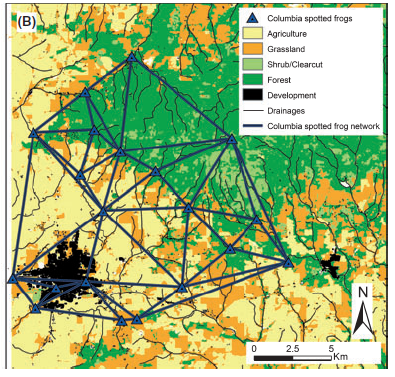 (B)
Columbia spotted frogs
Agriculture
Grassland
Shrub/Clearcut
Forest
Development
Drainages
Columbia spotted frog network
N
0 2.5 5
Km